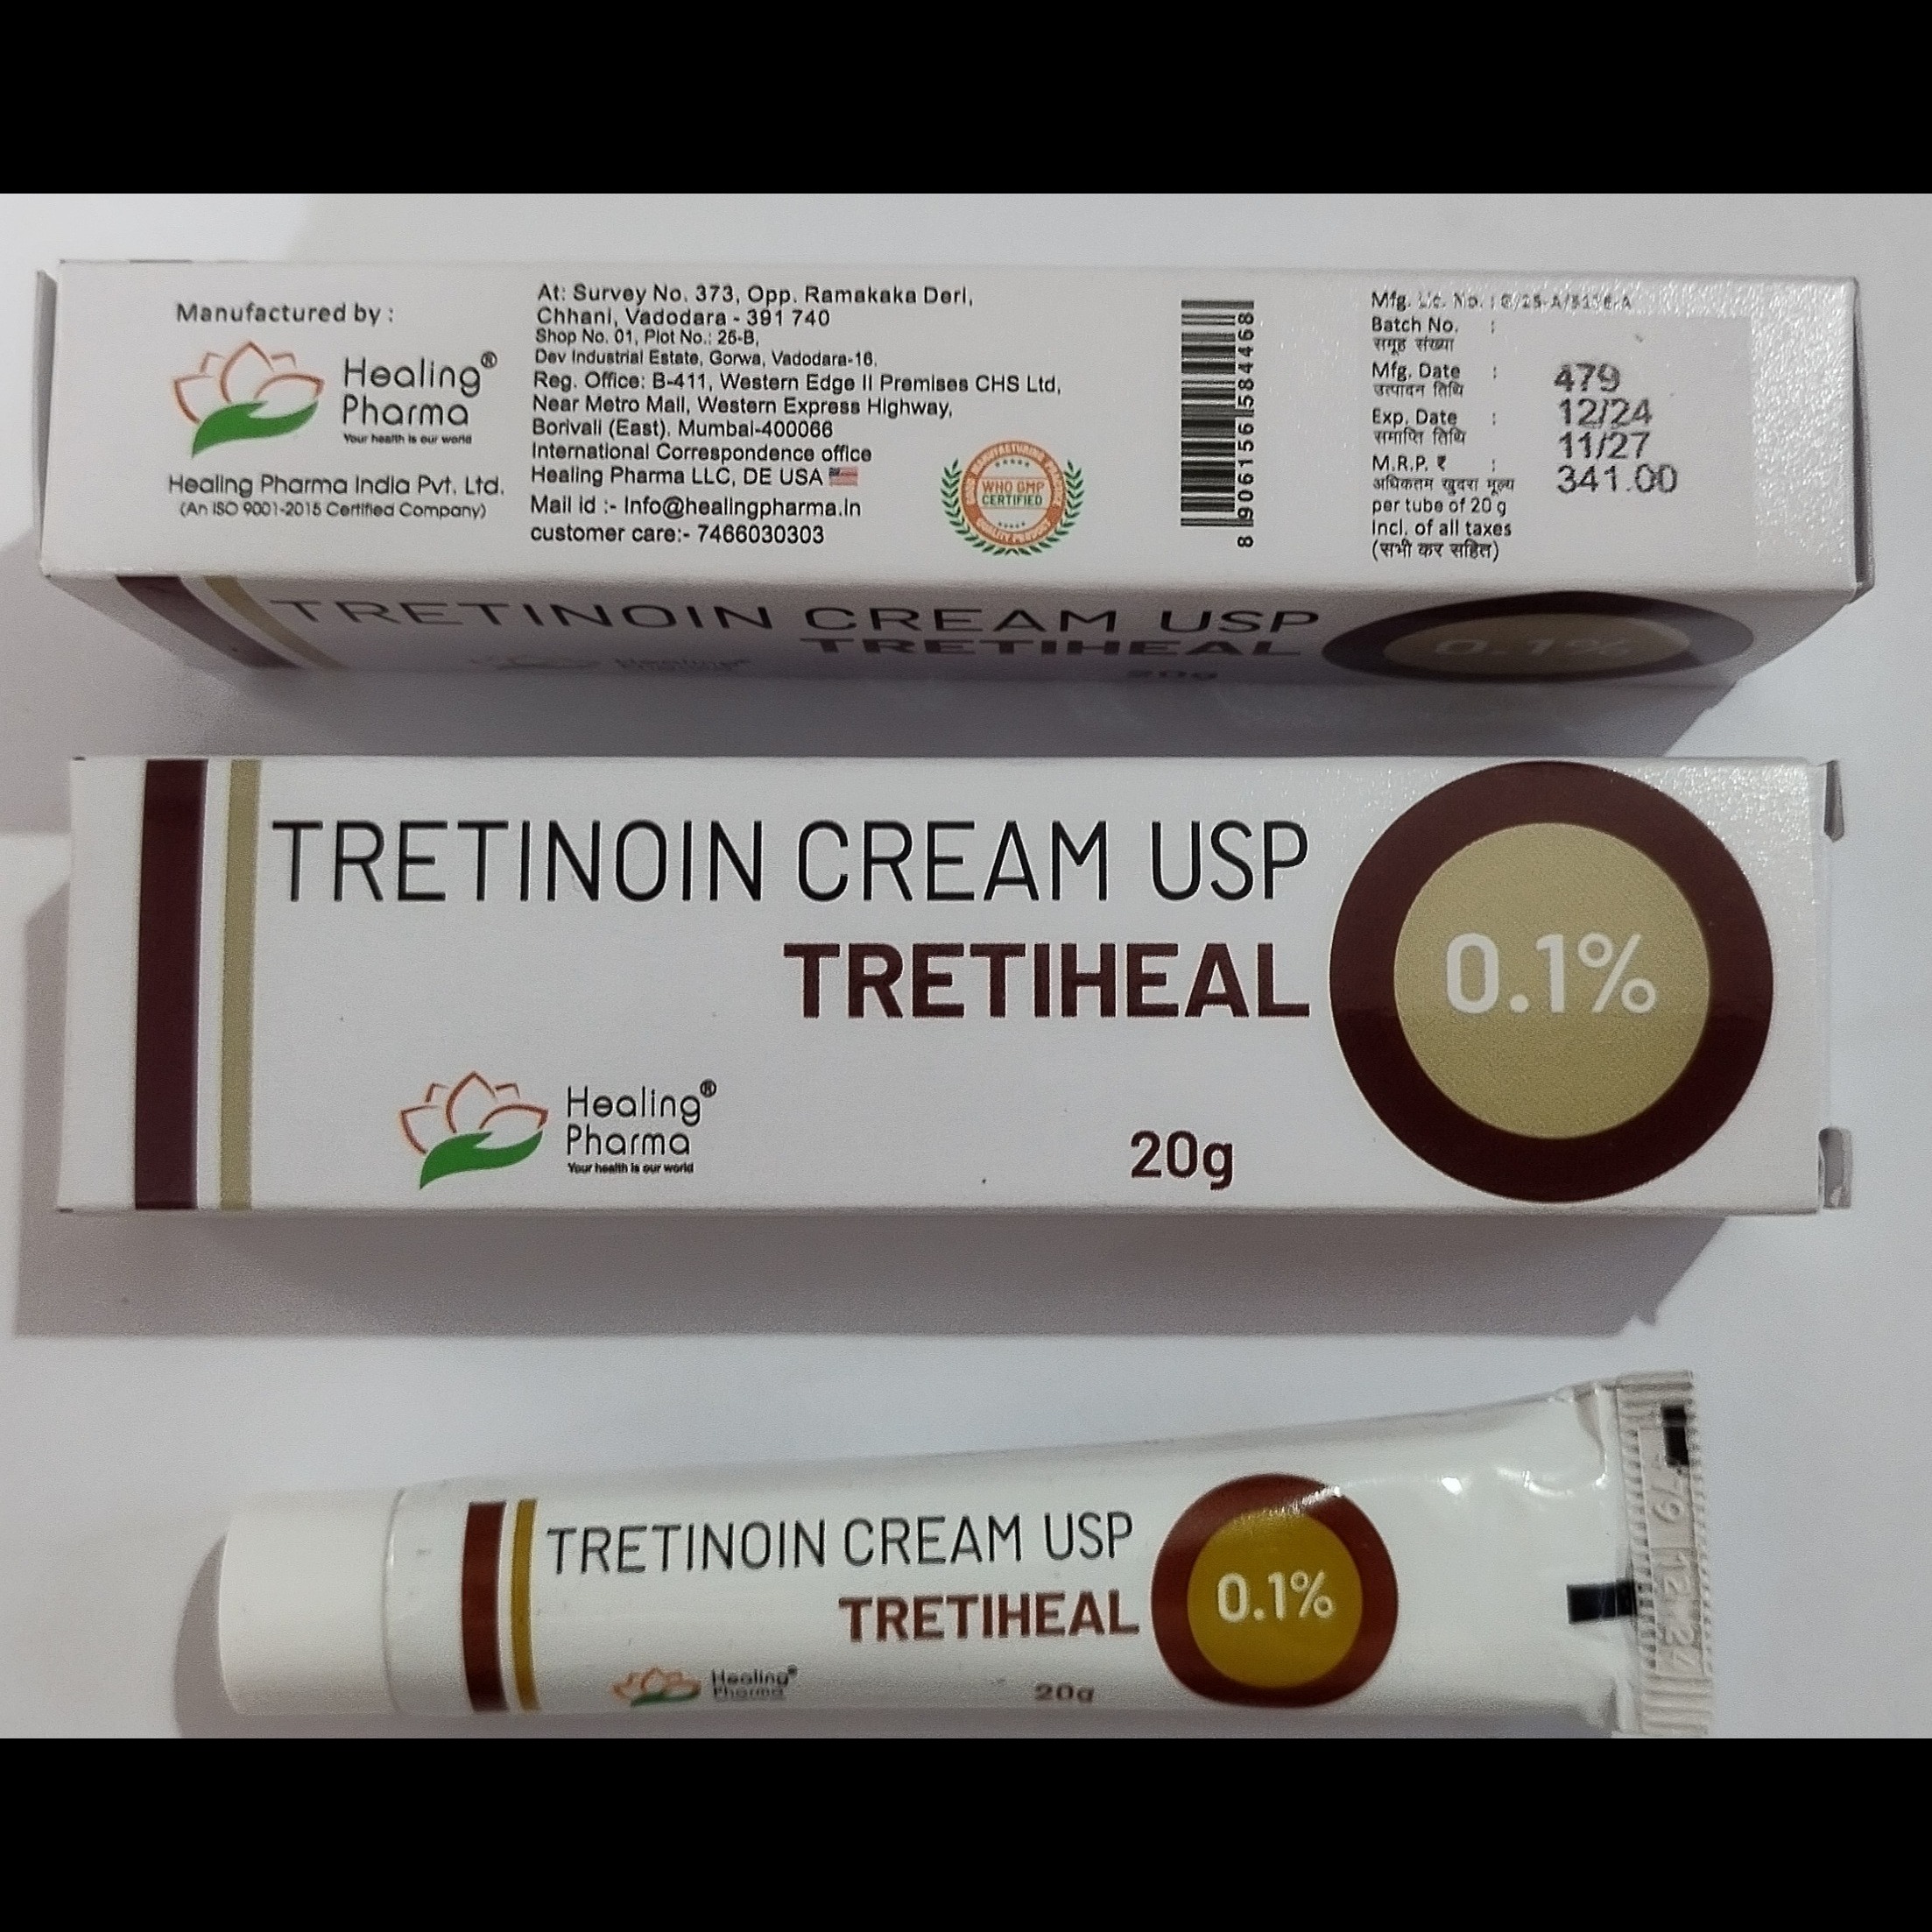 Manufactured by :
Healing®
Pharma
Your health is our world
Healing Pharma India Pvt. Ltd.
(An ISO 9001-2015 Certified Company)
At: Survey No. 373, Opp. Ramakaka Deri,
Chhani, Vadodara - 391 740
Shop No. 01, Plot No.: 25-B,
Dev Industrial Estate, Gorwa, Vadodara-16.
Reg. Office: B-411, Western Edge II Premises CHS Ltd,
Near Metro Mall, Western Express Highway,
Borivali (East). Mumbai-400066
International Correspondence office
Healing Pharma LLC, DE USA
Mail id :- Info@healingpharma.in
customer care:- 7466030303
WHO GMP
CERTIFIED
8 906156 584468
Mfg. Lic. No. :
Batch No. :
समूह संख्या
479
Mfg. Date :
उत्पादन तिथि
12/24
Exp. Date :
समाप्ति तिथि
11/27
M.R.P. ₹ :
341.00
अधिकतम खुदरा मूल्य
per tube of 20 g
Incl. of all taxes
(सभी कर सहित)
TRETINOIN CREAM USP
TRETIHEAL
0.1%
Healing
20g
TRETINOIN CREAM USP
TRETIHEAL
0.1%
Healing®
Pharma
Your health is our world
20g
TRETINOIN CREAM USP
TRETIHEAL
0.1%
Healing®
Pharma
20g